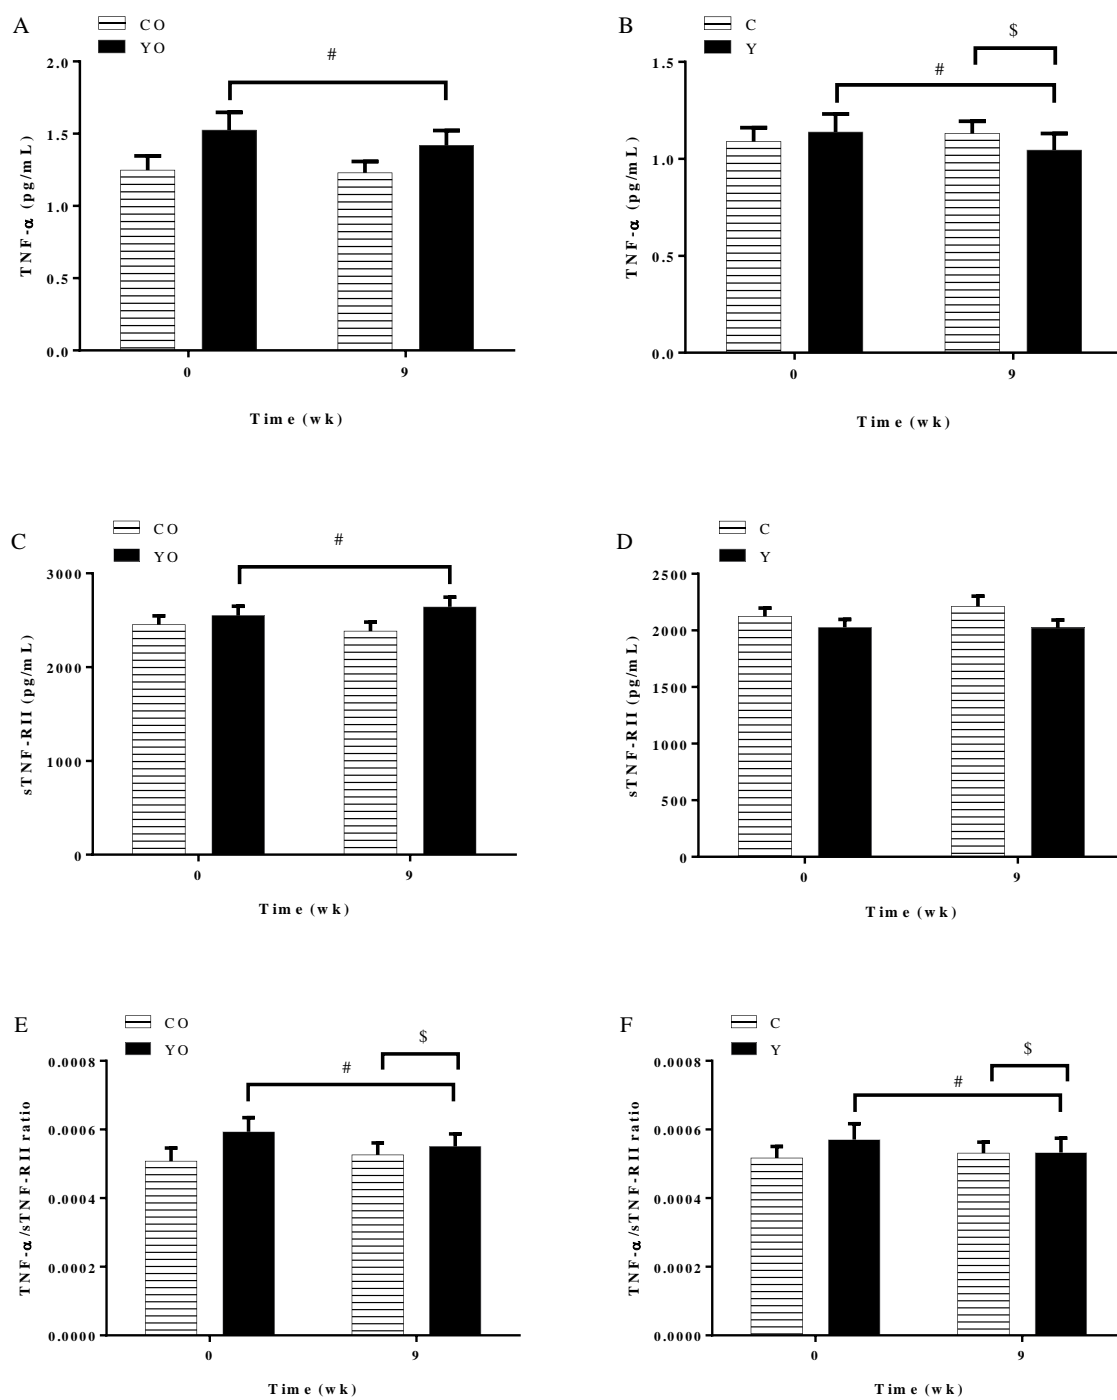 A
CO
YO
#
2.0
1.5
1.0
0.5
0.0
TNF-α (pg/mL)
0
9
Time (wk)
B
C
Y
$
#
1.5
1.0
0.5
0.0
TNF-α (pg/mL)
0
9
Time (wk)
C
CO
YO
#
3000
2000
1000
0
sTNF-RII (pg/mL)
0
9
Time (wk)
D
C
Y
2500
2000
1500
1000
500
0
sTNF-RII (pg/mL)
0
9
Time (wk)
E
CO
YO
$
#
0.0008
0.0006
0.0004
0.0002
0.0000
TNF-α/sTNF-RII ratio
0
9
Time (wk)
F
C
Y
$
#
0.0008
0.0006
0.0004
0.0002
0.0000
TNF-α/sTNF-RII ratio
0
9
Time (wk)